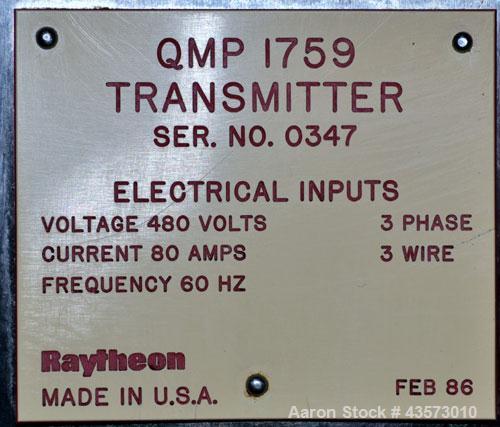 QMP 1759
TRANSMITTER
SER. NO. 0347
ELECTRICAL INPUTS
VOLTAGE 480 VOLTS 3 PHASE
CURRENT 80 AMPS 3 WIRE
FREQUENCY 60 HZ
Raytheon
MADE IN U.S.A. FEB 86
Aaron Stock # 43573010